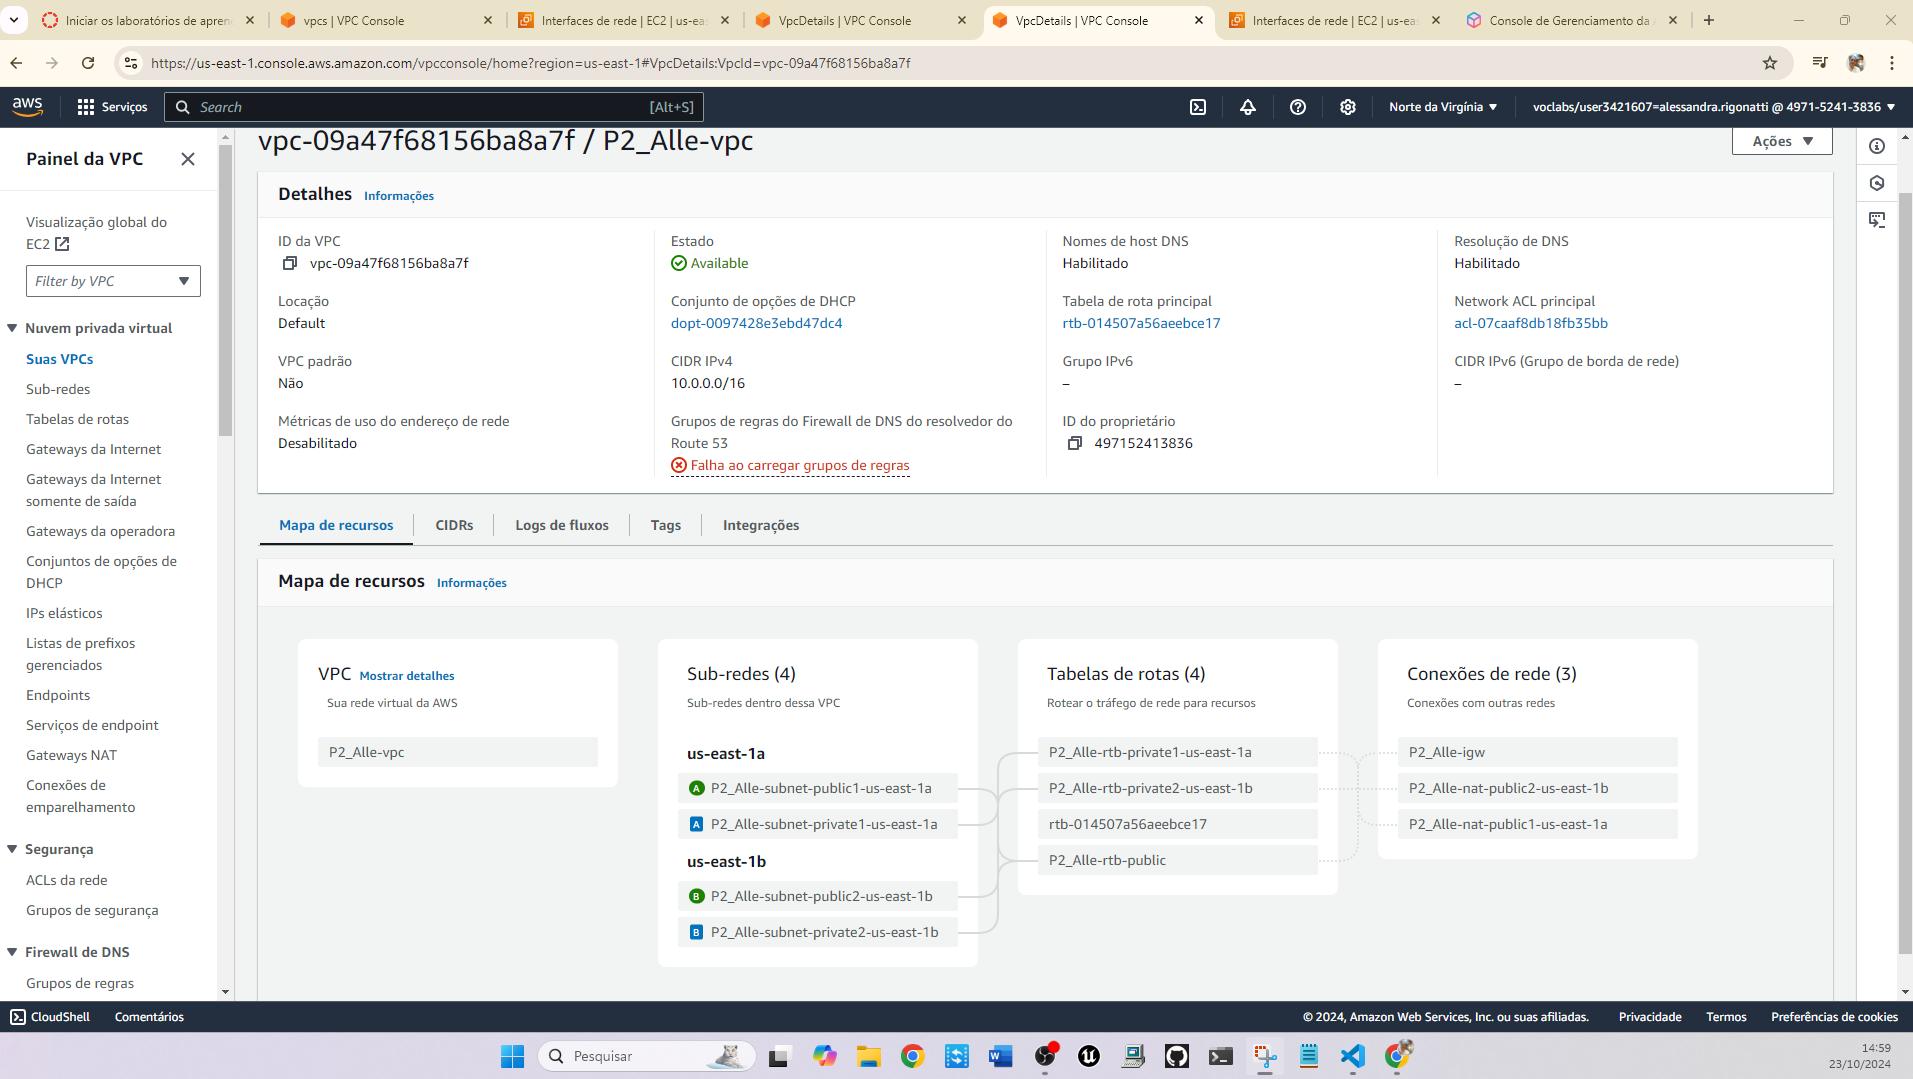 Iniciar os laboratórios de apren
vpcs | VPC Console
Interfaces de rede | EC2 | us-eas
VpcDetails | VPC Console
VpcDetails | VPC Console
Interfaces de rede | EC2 | us-eas
Console de Gerenciamento da A
https://us-east-1.console.aws.amazon.com/vpcconsole/home?region=us-east-1#VpcDetails:VpcId=vpc-09a47f68156ba8a7f
aws
Serviços
Search
[Alt+S]
Norte da Virgínia
voclabs/user3421607=alessandra.rigonatti @ 4971-5241-3836
Painel da VPC
Visualização global do
EC2
Filter by VPC
Nuvem privada virtual
Suas VPCs
Sub-redes
Tabelas de rotas
Gateways da Internet
Gateways da Internet
somente de saída
Gateways da operadora
Conjuntos de opções de
DHCP
IPs elásticos
Listas de prefixos
gerenciados
Endpoints
Serviços de endpoint
Gateways NAT
Conexões de
emparelhamento
Segurança
ACLs da rede
Grupos de segurança
Firewall de DNS
Grupos de regras
vpc-09a47f68156ba8a7f / P2_Alle-vpc
Ações
Detalhes Informações
ID da VPC
vpc-09a47f68156ba8a7f
Estado
Available
Nomes de host DNS
Habilitado
Resolução de DNS
Habilitado
Locação
Default
Conjunto de opções de DHCP
dopt-0097428e3ebd47dc4
Tabela de rota principal
rtb-014507a56aeebce17
Network ACL principal
acl-07caaf8db18fb35bb
VPC padrão
Não
CIDR IPv4
10.0.0.0/16
Grupo IPv6
–
CIDR IPv6 (Grupo de borda de rede)
–
Métricas de uso do endereço de rede
Desabilitado
Grupos de regras do Firewall de DNS do resolvedor do
Route 53
Falha ao carregar grupos de regras
ID do proprietário
497152413836
Mapa de recursos
CIDRs
Logs de fluxos
Tags
Integrações
Mapa de recursos Informações
VPC Mostrar detalhes
Sua rede virtual da AWS
P2_Alle-vpc
Sub-redes (4)
Sub-redes dentro dessa VPC
us-east-1a
A P2_Alle-subnet-public1-us-east-1a
A P2_Alle-subnet-private1-us-east-1a
us-east-1b
B P2_Alle-subnet-public2-us-east-1b
B P2_Alle-subnet-private2-us-east-1b
Tabelas de rotas (4)
Rotear o tráfego de rede para recursos
P2_Alle-rtb-private1-us-east-1a
P2_Alle-rtb-private2-us-east-1b
rtb-014507a56aeebce17
P2_Alle-rtb-public
Conexões de rede (3)
Conexões com outras redes
P2_Alle-igw
P2_Alle-nat-public2-us-east-1b
P2_Alle-nat-public1-us-east-1a
CloudShell
Comentários
© 2024, Amazon Web Services, Inc. ou suas afiliadas.
Privacidade
Termos
Preferências de cookies
Pesquisar
14:59
23/10/2024